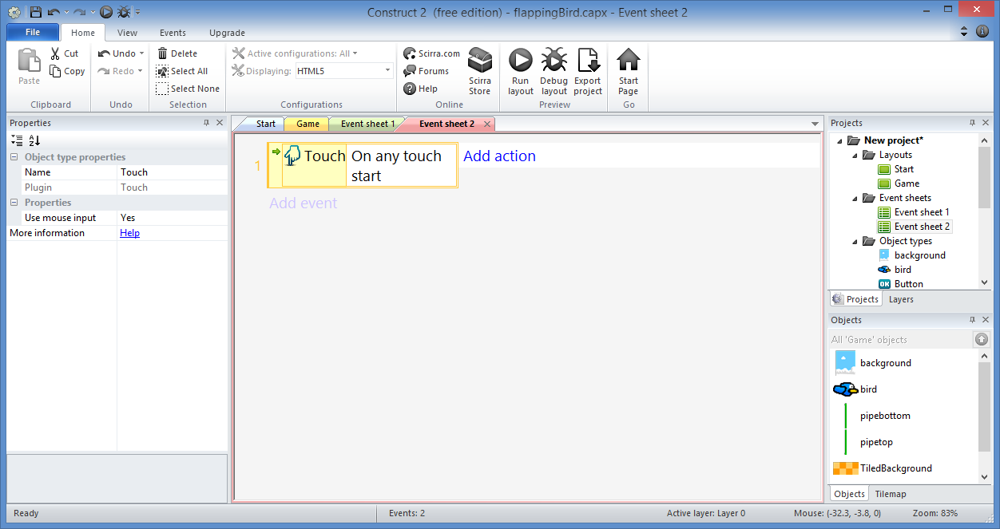 Construct 2 (free edition) - flappingBird.capx - Event sheet 2
File Home View Events Upgrade
Paste Cut Copy
Clipboard
Undo Redo
Undo
Delete
Select All
Select None
Selection
Active configurations: All
Displaying: HTML5
Configurations
Scirra.com
Forums
Help
Scirra Store
Online
Run layout
Debug layout
Export project
Preview
Start Page
Go
Properties
A Z
Object type properties
Name Touch
Plugin Touch
Properties
Use mouse input Yes
More information Help
Start Game Event sheet 1 Event sheet 2
1 Touch On any touch start Add action
Add event
Projects
New project*
Layouts
Start
Game
Event sheets
Event sheet 1
Event sheet 2
Object types
background
bird
OK Button
Projects Layers
Objects
All 'Game' objects
background
bird
pipebottom
pipetop
TiledBackground
Objects Tilemap
Ready Events: 2 Active layer: Layer 0 Mouse: (-32.3, -3.8, 0) Zoom: 83%